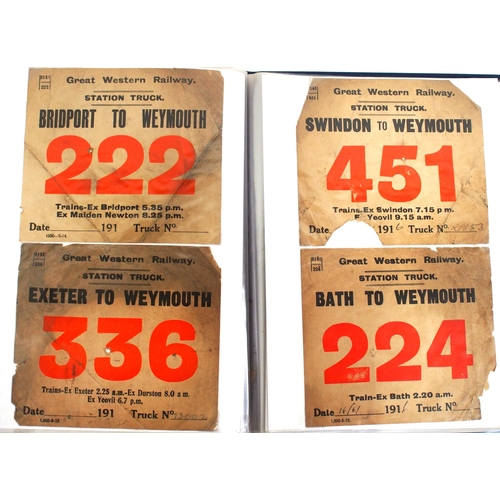 Great Western Railway.
STATION TRUCK.
BRIDPORT TO WEYMOUTH
222
Trains-Ex Bridport 5.35 p.m.
Ex Maiden Newton 8.25 p.m.
Date 191 Truck No.
Great Western Railway.
STATION TRUCK.
SWINDON TO WEYMOUTH
451
Trains-Ex Swindon 7.15 p.m.
Ex Yeovil 9.15 a.m.
1916 Truck No.
Great Western Railway.
STATION TRUCK.
EXETER TO WEYMOUTH
336
Trains-Ex Exeter 2.25 a.m.-Ex Durston 8.0 a.m.
Ex Yeovil 6.7 p.m.
Date 191 Truck No.
Great Western Railway.
STATION TRUCK.
BATH TO WEYMOUTH
224
Train-Ex Bath 2.20 a.m.
Date 191 Truck No.